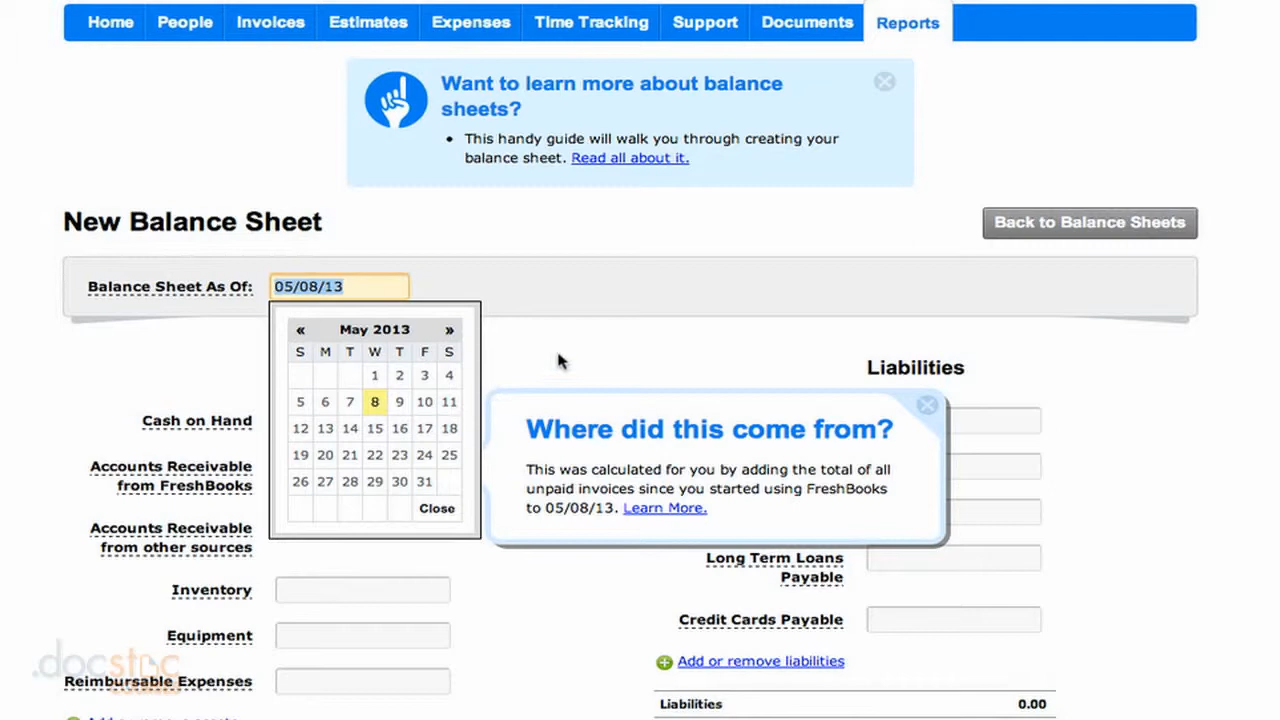 Home People Invoices Estimates Expenses Time Tracking Support Documents Reports
Want to learn more about balance
sheets?
• This handy guide will walk you through creating your
balance sheet. Read all about it.
New Balance Sheet
Back to Balance Sheets
Balance Sheet As Of: 05/08/13
« May 2013 »
S M T W T F S
1 2 3 4
5 6 7 8 9 10 11
12 13 14 15 16 17 18
19 20 21 22 23 24 25
26 27 28 29 30 31
Close
Cash on Hand
Accounts Receivable
from FreshBooks
Accounts Receivable
from other sources
Inventory
Equipment
Reimbursable Expenses
Where did this come from?
This was calculated for you by adding the total of all
unpaid invoices since you started using FreshBooks
to 05/08/13. Learn More.
Liabilities
Long Term Loans
Payable
Credit Cards Payable
Add or remove liabilities
Liabilities 0.00
.docstoc